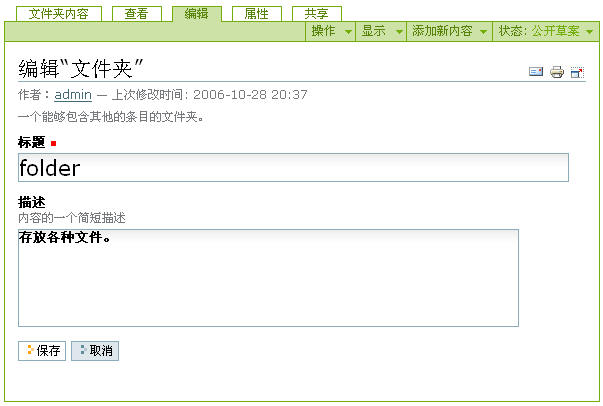 文件夹内容 查看 编辑 属性 共享
操作 显示 添加新内容 状态: 公开草案
编辑“文件夹”
作者: admin — 上次修改时间: 2006-10-28 20:37
一个能够包含其他的条目的文件夹。
标题
folder
描述
内容的一个简短描述
存放各种文件。
保存 取消